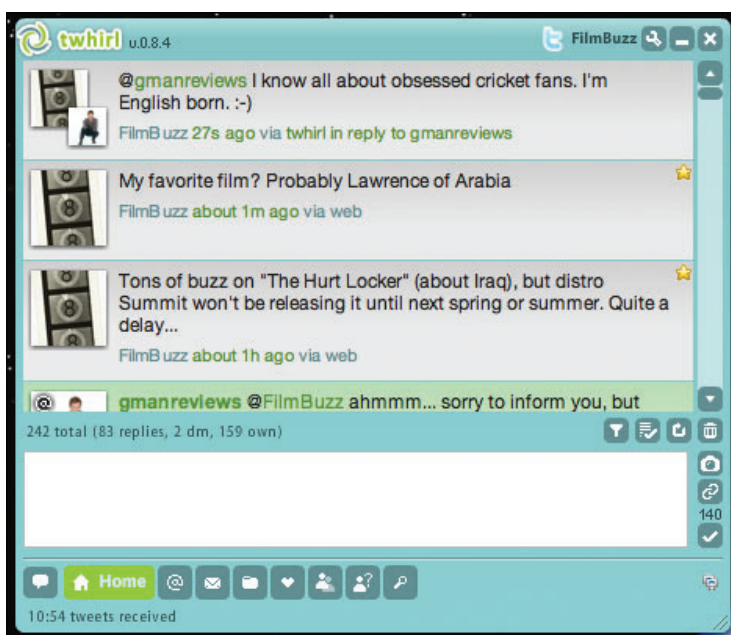 twhirl v.0.8.4 FilmBuzz
@gmanreviews I know all about obsessed cricket fans. I'm
English born. :-)
FilmBuzz 27s ago via twhirl in reply to gmanreviews
My favorite film? Probably Lawrence of Arabia
FilmBuzz about 1m ago via web
Tons of buzz on "The Hurt Locker" (about Iraq), but distro
Summit won't be releasing it until next spring or summer. Quite a
delay...
FilmBuzz about 1h ago via web
gmanreviews @FilmBuzz ahmmm... sorry to inform you, but
242 total (83 replies, 2 dm, 159 own)
140
Home
10:54 tweets received